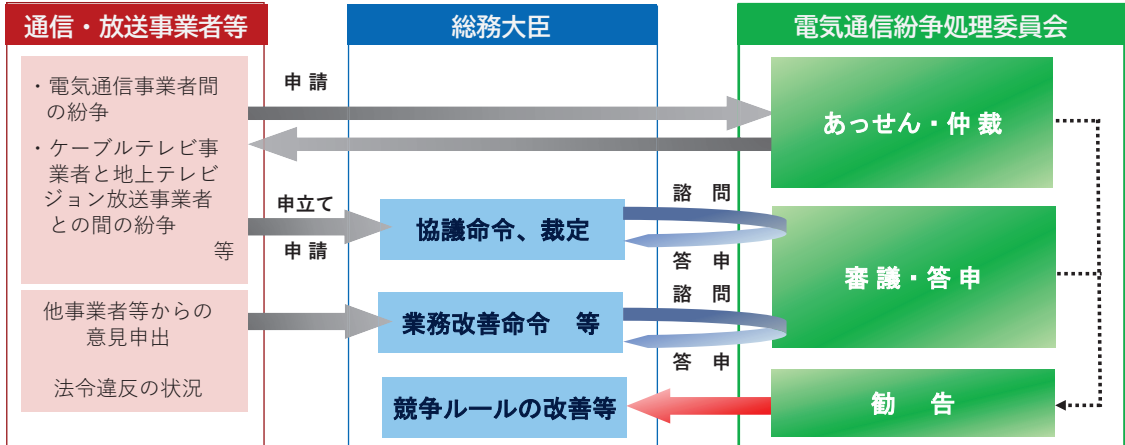 通信・放送事業者等
総務大臣
電気通信紛争処理委員会
・電気通信事業者間
の紛争
・ケーブルテレビ事
業者と地上テレビ
ジョン放送事業者
との間の紛争
等
申 請
あっせん・仲 裁
申立て
申 請
協議命令、裁定
諮 問
答 申
審 議・答 申
他事業者等からの
意見申出
法令違反の状況
業務改善命令 等
諮 問
答 申
競争ルールの改善等
勧 告